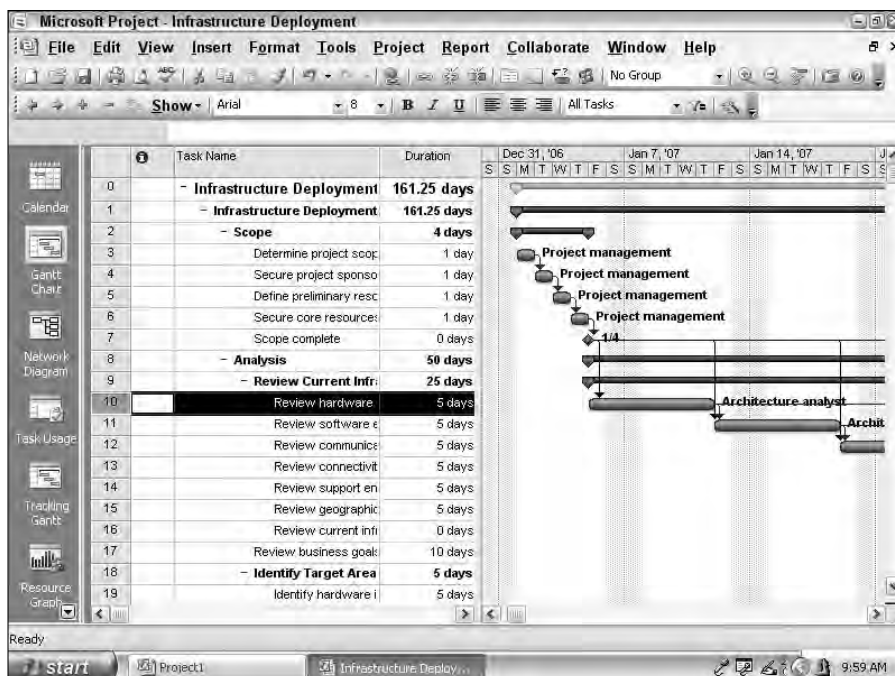 Microsoft Project - Infrastructure Deployment
File Edit View Insert Format Tools Project Report Collaborate Window Help
No Group
Show Arial 8 B I U All Tasks
Task Name Duration Dec 31, '06 Jan 7, '07 Jan 14, '07 J
S S M T W T F S S M T W T F S S M T W T F S S
0 - Infrastructure Deployment 161.25 days
1 - Infrastructure Deployment 161.25 days
2 - Scope 4 days
3 Determine project scop 1 day Project management
4 Secure project sponso 1 day Project management
5 Define preliminary resc 1 day Project management
6 Secure core resources 1 day Project management
7 Scope complete 0 days 1/4
8 - Analysis 50 days
9 - Review Current Infra 25 days
10 Review hardware 5 days Architecture analyst
11 Review software e 5 days Archit
12 Review communica 5 days
13 Review connectivit 5 days
14 Review support en 5 days
15 Review geographic 5 days
16 Review current infr 0 days
17 Review business goals 10 days
18 - Identify Target Area 5 days
19 Identify hardware i 5 days
Calendar
Gantt
Chart
Network
Diagram
Task Usage
Tracking
Gantt
Resource
Graph
Ready
start Project1 Infrastructure Deploy... 9:59 AM